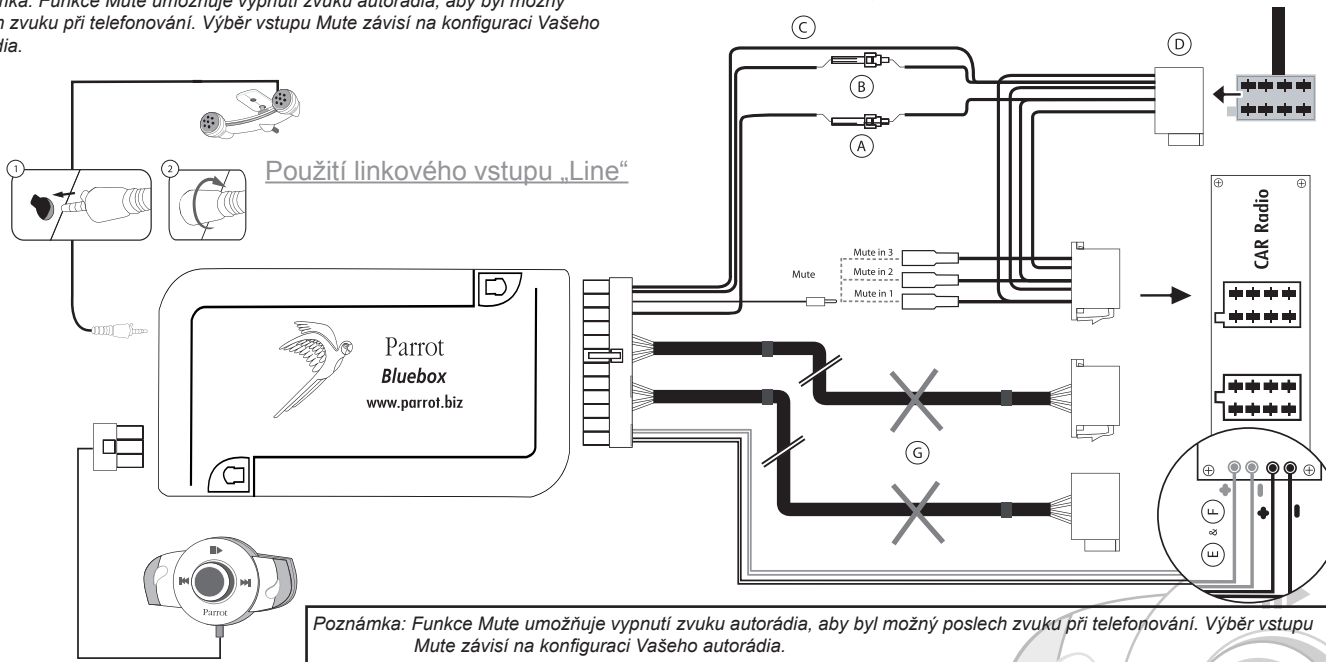 Funkce Mute umožňuje vypnutí zvuku autorádia, aby byl možný
zvuku při telefonování. Výběr vstupu Mute závisí na konfiguraci Vašeho
C
D
B
A
1
2
Použití linkového vstupu „Line“
CAR Radio
Mute in 3
Mute
Mute in 2
Mute in 1
Parrot
Bluebox
www.parrot.biz
G
E & F
Parrot
Poznámka: Funkce Mute umožňuje vypnutí zvuku autorádia, aby byl možný poslech zvuku při telefonování. Výběr vstupu
Mute závisí na konfiguraci Vašeho autorádia.